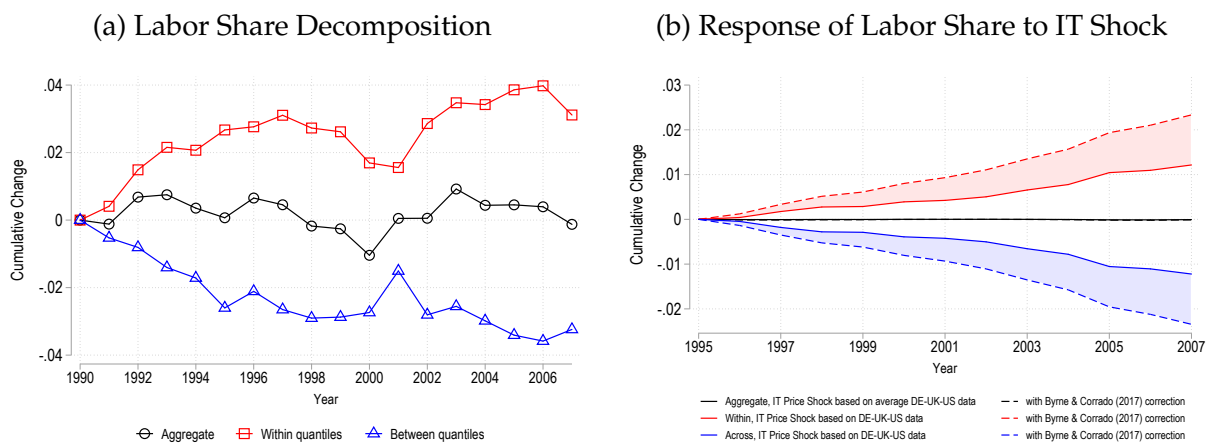 (a) Labor Share Decomposition
.04
.02
0
-.02
-.04
Cumulative Change
1990
1992
1994
1996
1998
2000
2002
2004
2006
Year
Aggregate
Within quantiles
Between quantiles
(b) Response of Labor Share to IT Shock
.03
.02
.01
0
-.01
-.02
Cumulative Change
1995
1997
1999
2001
2003
2005
2007
Year
Aggregate, IT Price Shock based on average DE-UK-US data
with Byrne & Corrado (2017) correction
Within, IT Price Shock based on DE-UK-US data
with Byrne & Corrado (2017) correction
Across, IT Price Shock based on DE-UK-US data
with Byrne & Corrado (2017) correction